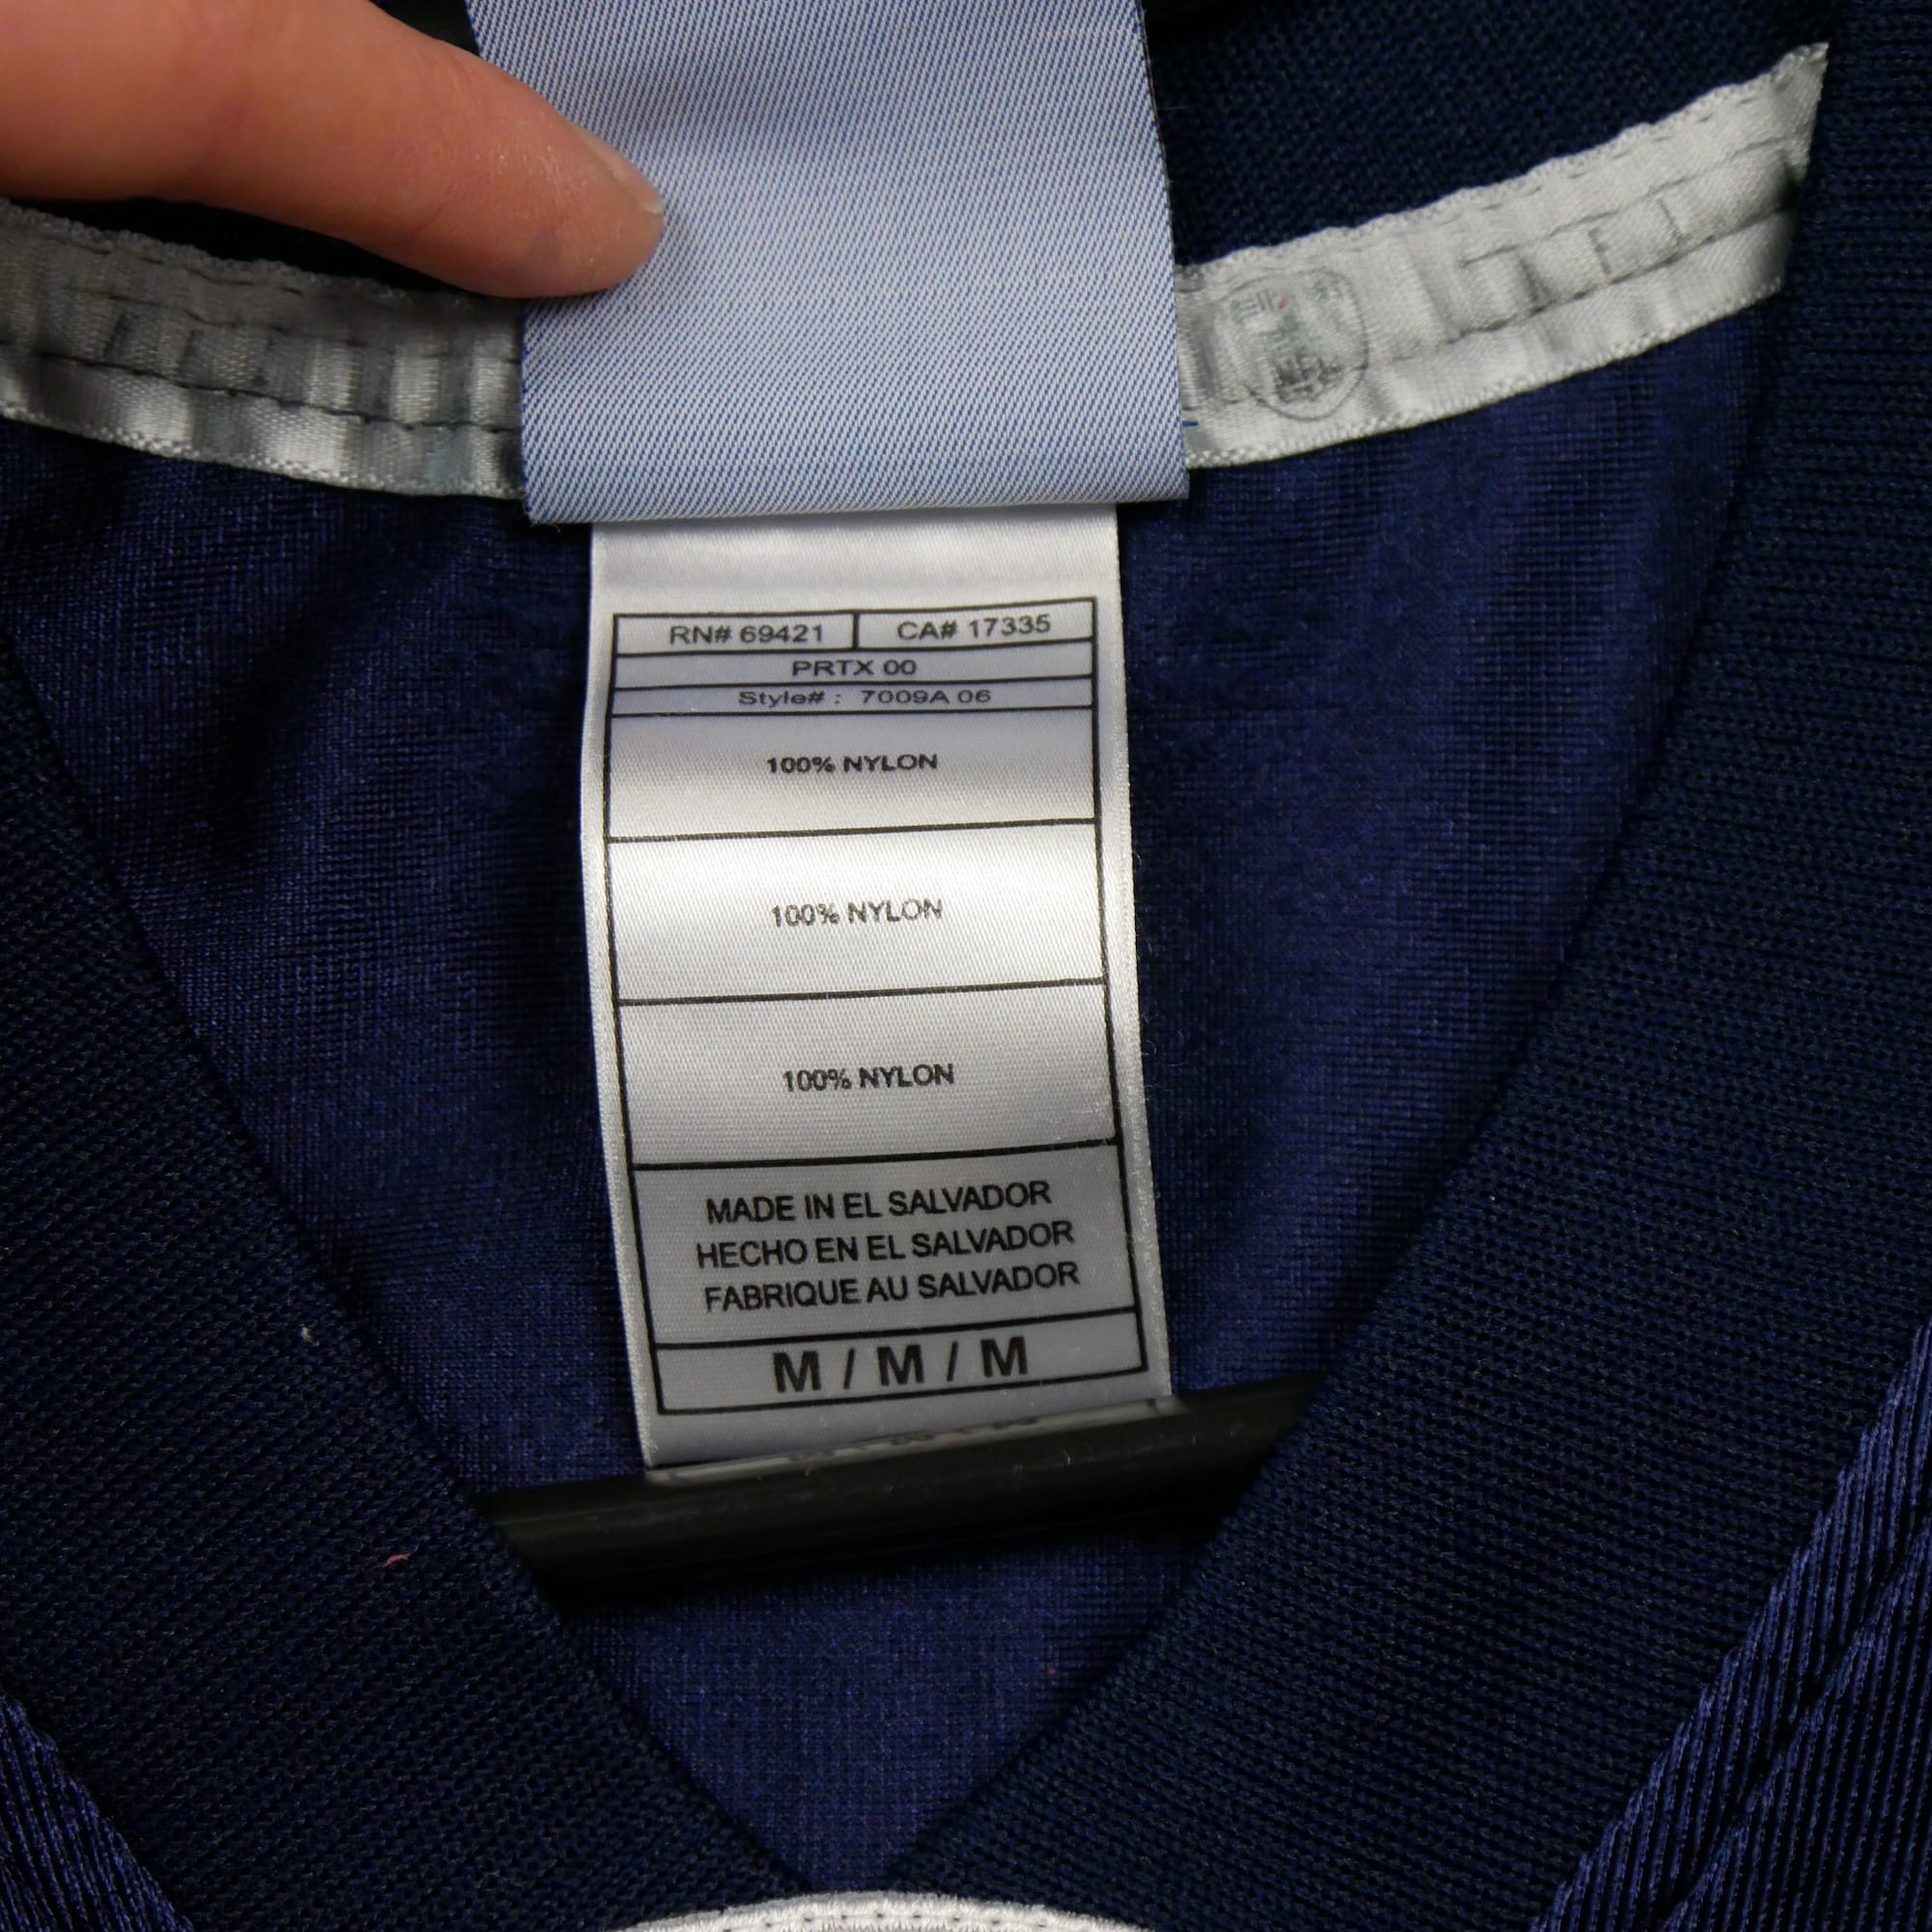 RN# 69421 CA# 17335
PRTX 00
Style# : 7009A 06
100% NYLON
100% NYLON
100% NYLON
MADE IN EL SALVADOR
HECHO EN EL SALVADOR
FABRIQUE AU SALVADOR
M / M / M